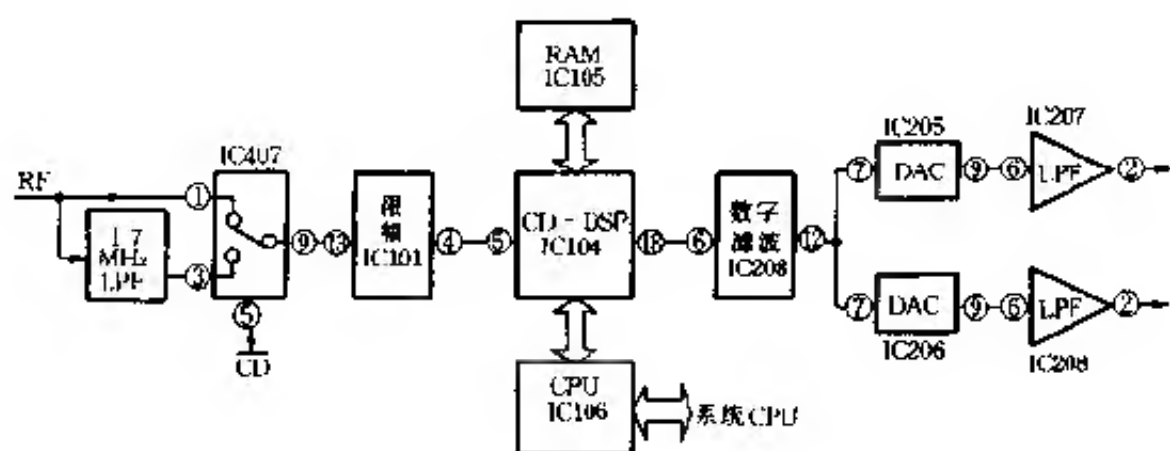 RAM
IC105
IC407
RF
①
1.7
MHz
LPF
③
⑤
CD
⑨
⑬
限
幅
IC101
④
⑤
CD-DSP
IC104
⑥
数字
滤波
⑫
IC205
⑦
DAC
⑨
⑥
IC207
LPF
②
⑦
DAC
IC206
⑨
⑥
LPF
IC208
②
CPU
IC106
系统CPU